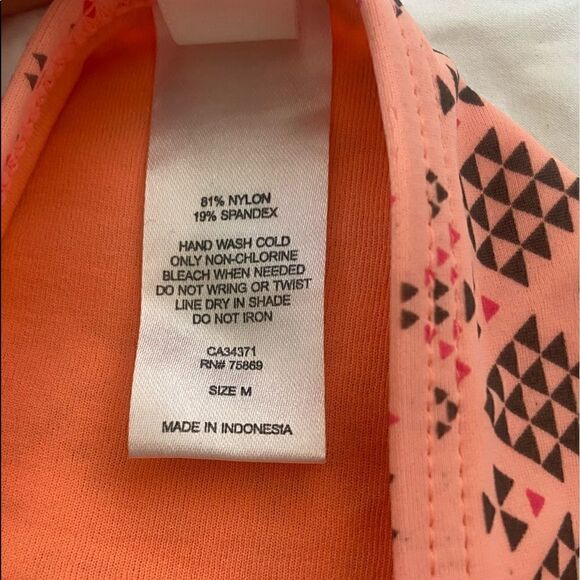 81% NYLON
19% SPANDEX
HAND WASH COLD
ONLY NON-CHLORINE
BLEACH WHEN NEEDED
DO NOT WRING OR TWIST
LINE DRY IN SHADE
DO NOT IRON
CA34371
RN# 75869
SIZE M
MADE IN INDONESIA